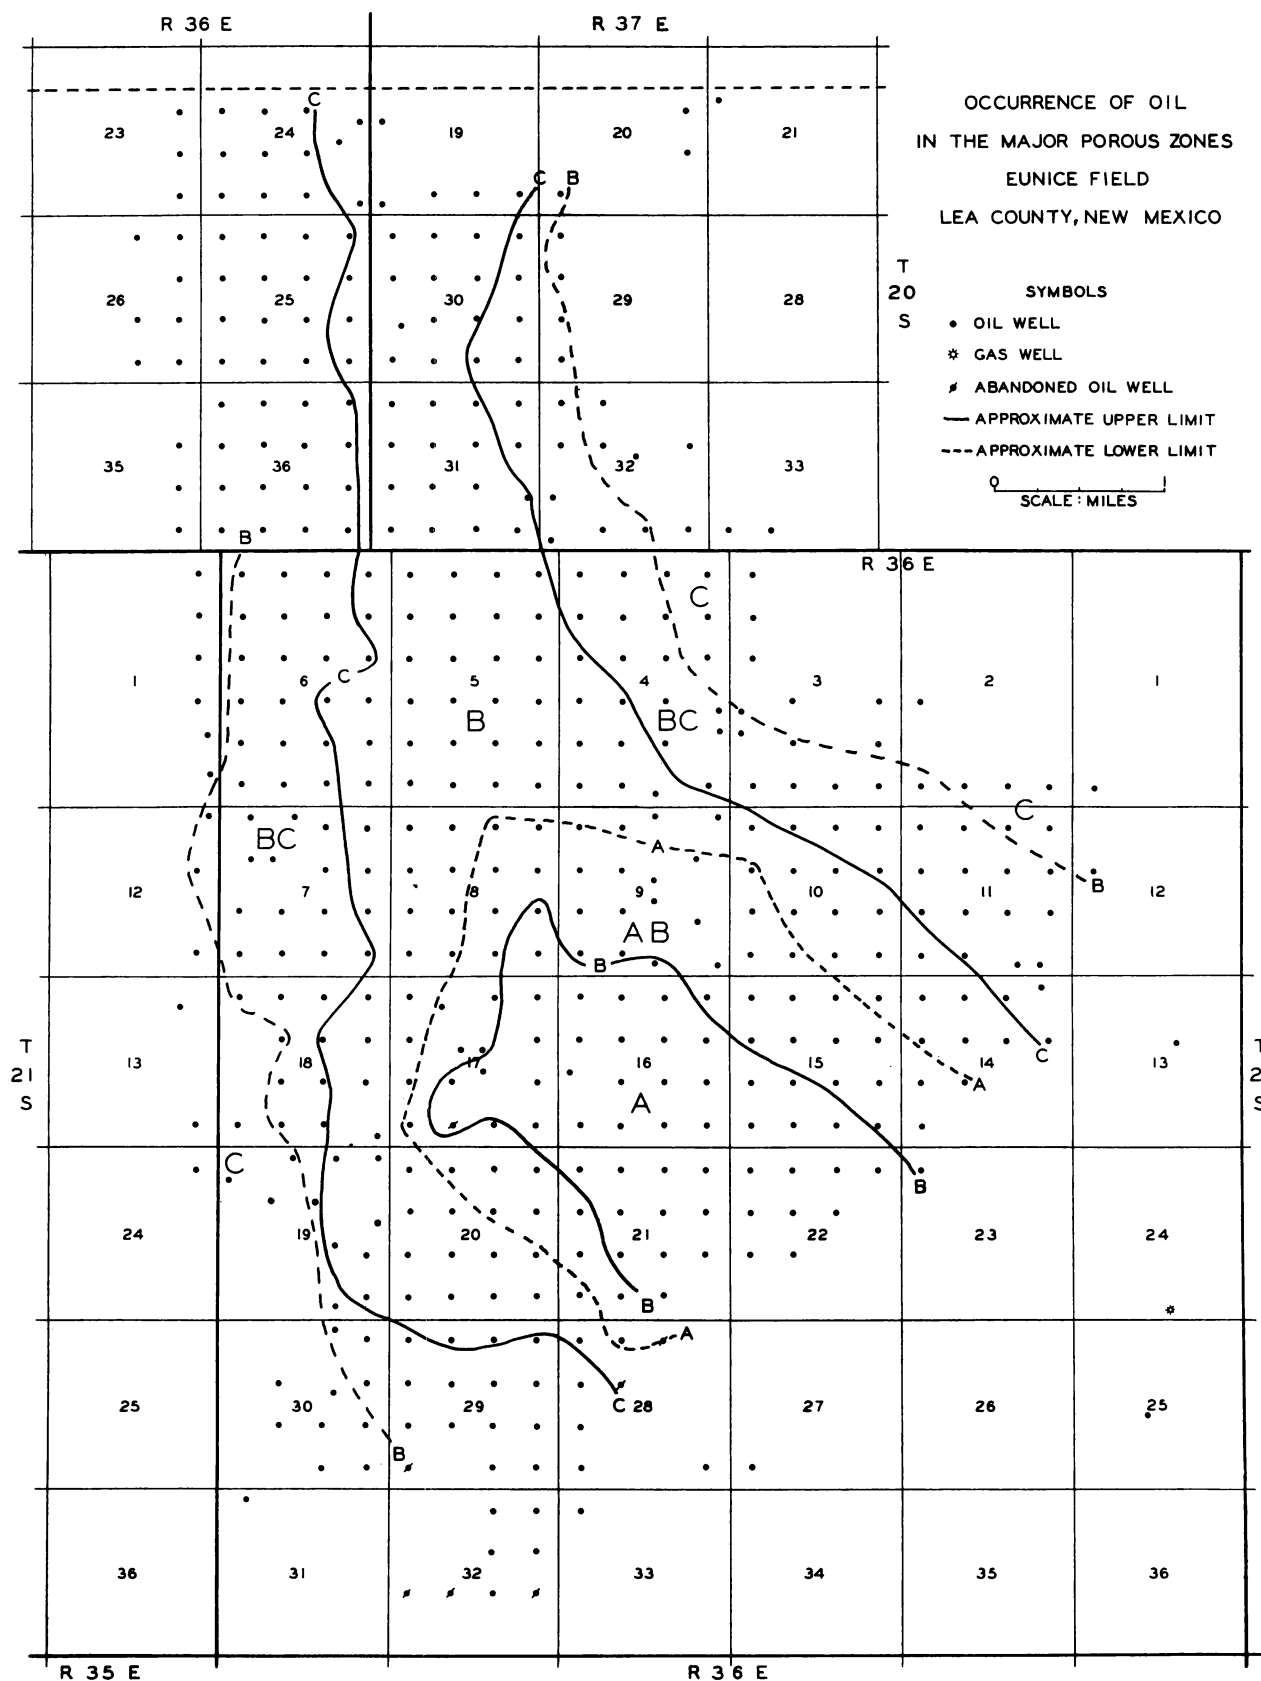 R 36 E R 37 E
C
23 24 19 20 21
OCCURRENCE OF OIL
IN THE MAJOR POROUS ZONES
EUNICE FIELD
LEA COUNTY, NEW MEXICO
C B
T
20
S
26 25 30 29 28
SYMBOLS
OIL WELL
GAS WELL
ABANDONED OIL WELL
APPROXIMATE UPPER LIMIT
APPROXIMATE LOWER LIMIT
0 1
SCALE: MILES
35 36 31 32 33
B
R 36 E
C
1 6 C 5 4 3 2 1
B BC
C
BC
A
12 7 8 9 10 11 B 12
A B
B
T
21
S
13 18 17 16 15 14 C 13
A
T
2
S
A
C
B
24 19 20 21 22 23 24
B
A
25 30 29 C 28 27 26 25
B
36 31 32 33 34 35 36
R 35 E R 36 E